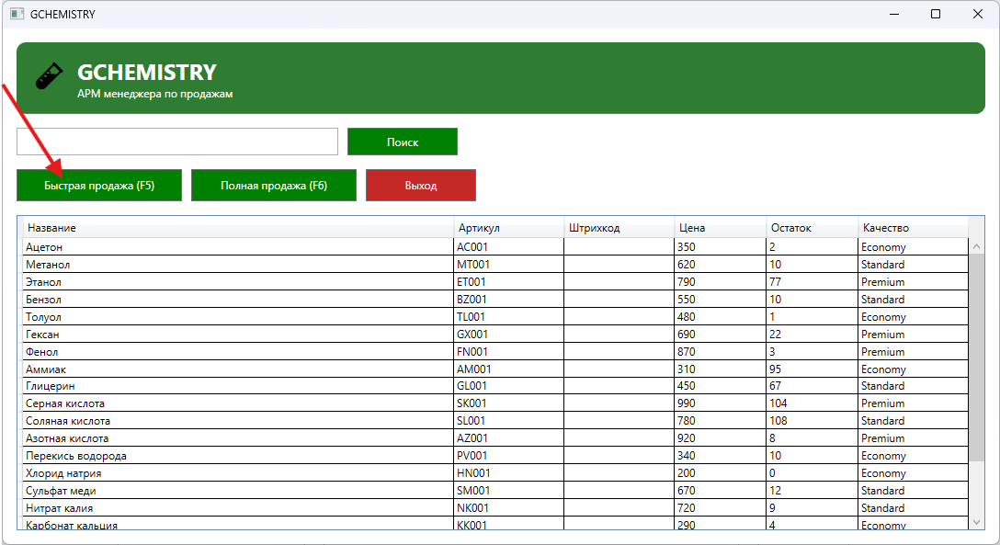 GCHEMISTRY
GCHEMISTRY
АРМ менеджера по продажам
Поиск
Быстрая продажа (F5) Полная продажа (F6) Выход
Название Артикул Штрихкод Цена Остаток Качество
Ацетон AC001 350 2 Economy
Метанол MT001 620 10 Standard
Этанол ET001 790 77 Premium
Бензол BZ001 550 10 Standard
Толуол TL001 480 1 Economy
Гексан GX001 690 22 Premium
Фенол FN001 870 3 Premium
Аммиак AM001 310 95 Economy
Глицерин GL001 450 67 Standard
Серная кислота SK001 990 104 Premium
Соляная кислота SL001 780 108 Standard
Азотная кислота AZ001 920 8 Premium
Перекись водорода PV001 340 10 Economy
Хлорид натрия HN001 200 0 Economy
Сульфат меди SM001 670 12 Standard
Нитрат калия NK001 720 9 Standard
Карбонат кальция KK001 290 4 Economy